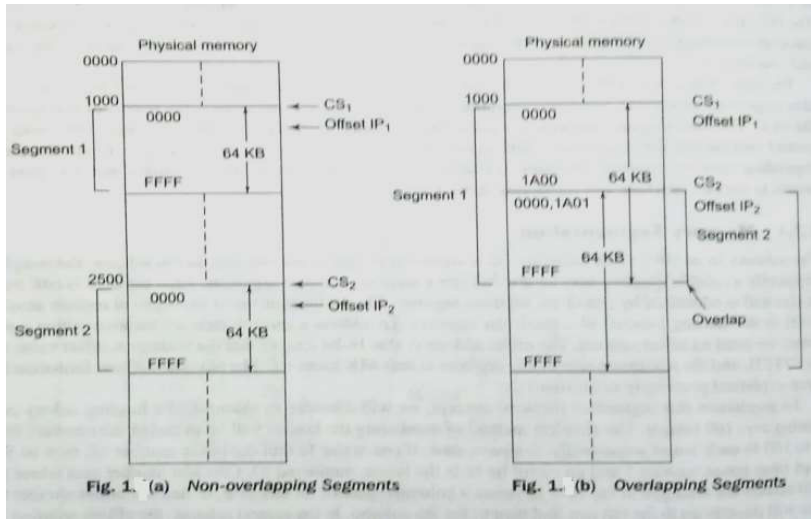 Physical memory
0000
1000
0000
CS₁
Offset IP₁
Segment 1
64 KB
FFFF
2500
0000
CS₂
Offset IP₂
Segment 2
64 KB
FFFF
Fig. 1. (a) Non-overlapping Segments
Physical memory
0000
1000
0000
CS₁
Offset IP₁
1A00
64 KB
CS₂
Segment 1
0000,1A01
Offset IP₂
Segment 2
64 KB
FFFF
Overlap
FFFF
Fig. 1. (b) Overlapping Segments